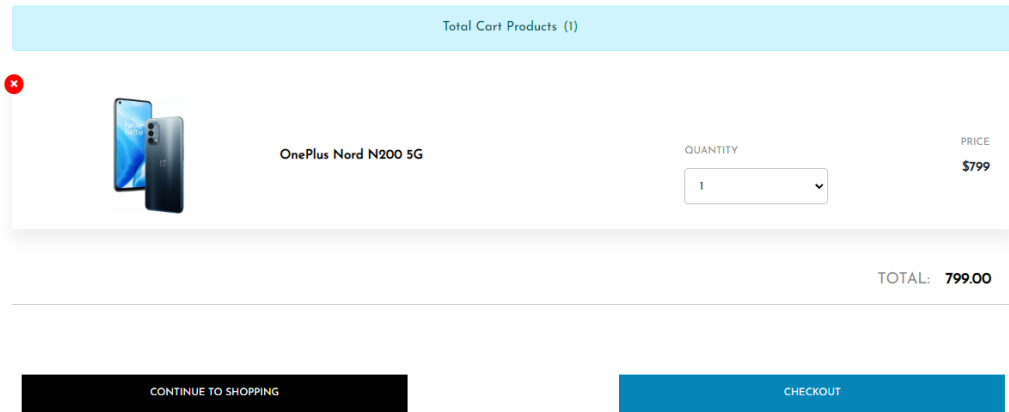 Total Cart Products (1)
OnePlus Nord N200 5G
QUANTITY
1
PRICE
$799
TOTAL: 799.00
CONTINUE TO SHOPPING
CHECKOUT